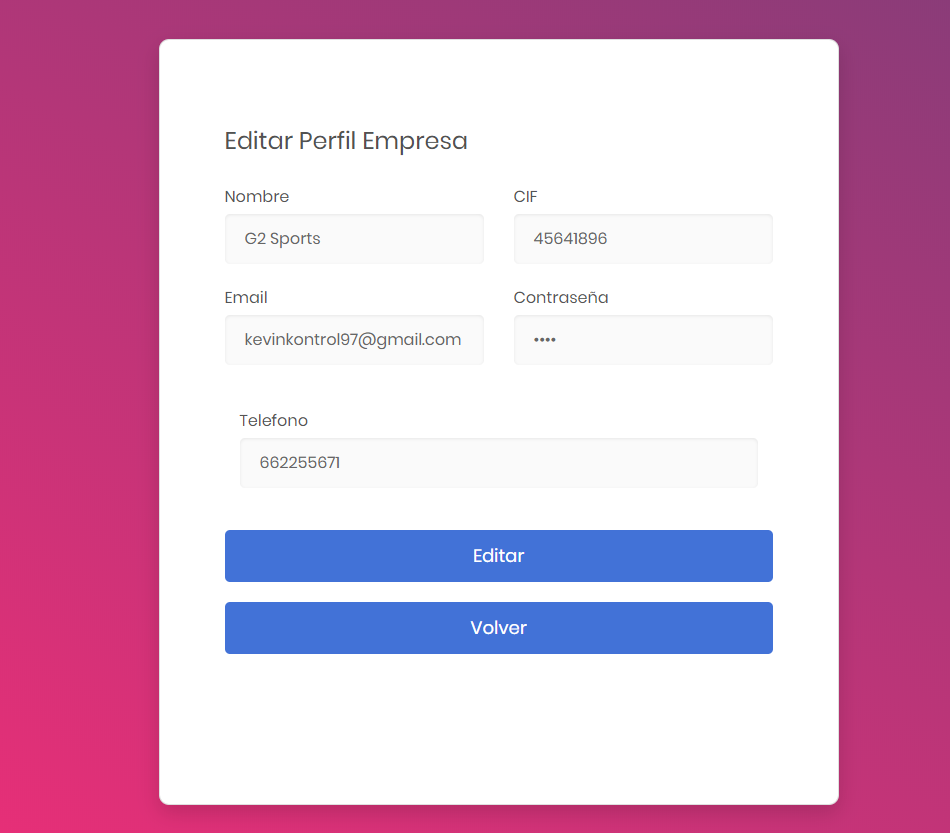 Editar Perfil Empresa
Nombre CIF
G2 Sports 45641896
Email Contraseña
kevinkontrol97@gmail.com ••••
Telefono
662255671
Editar
Volver